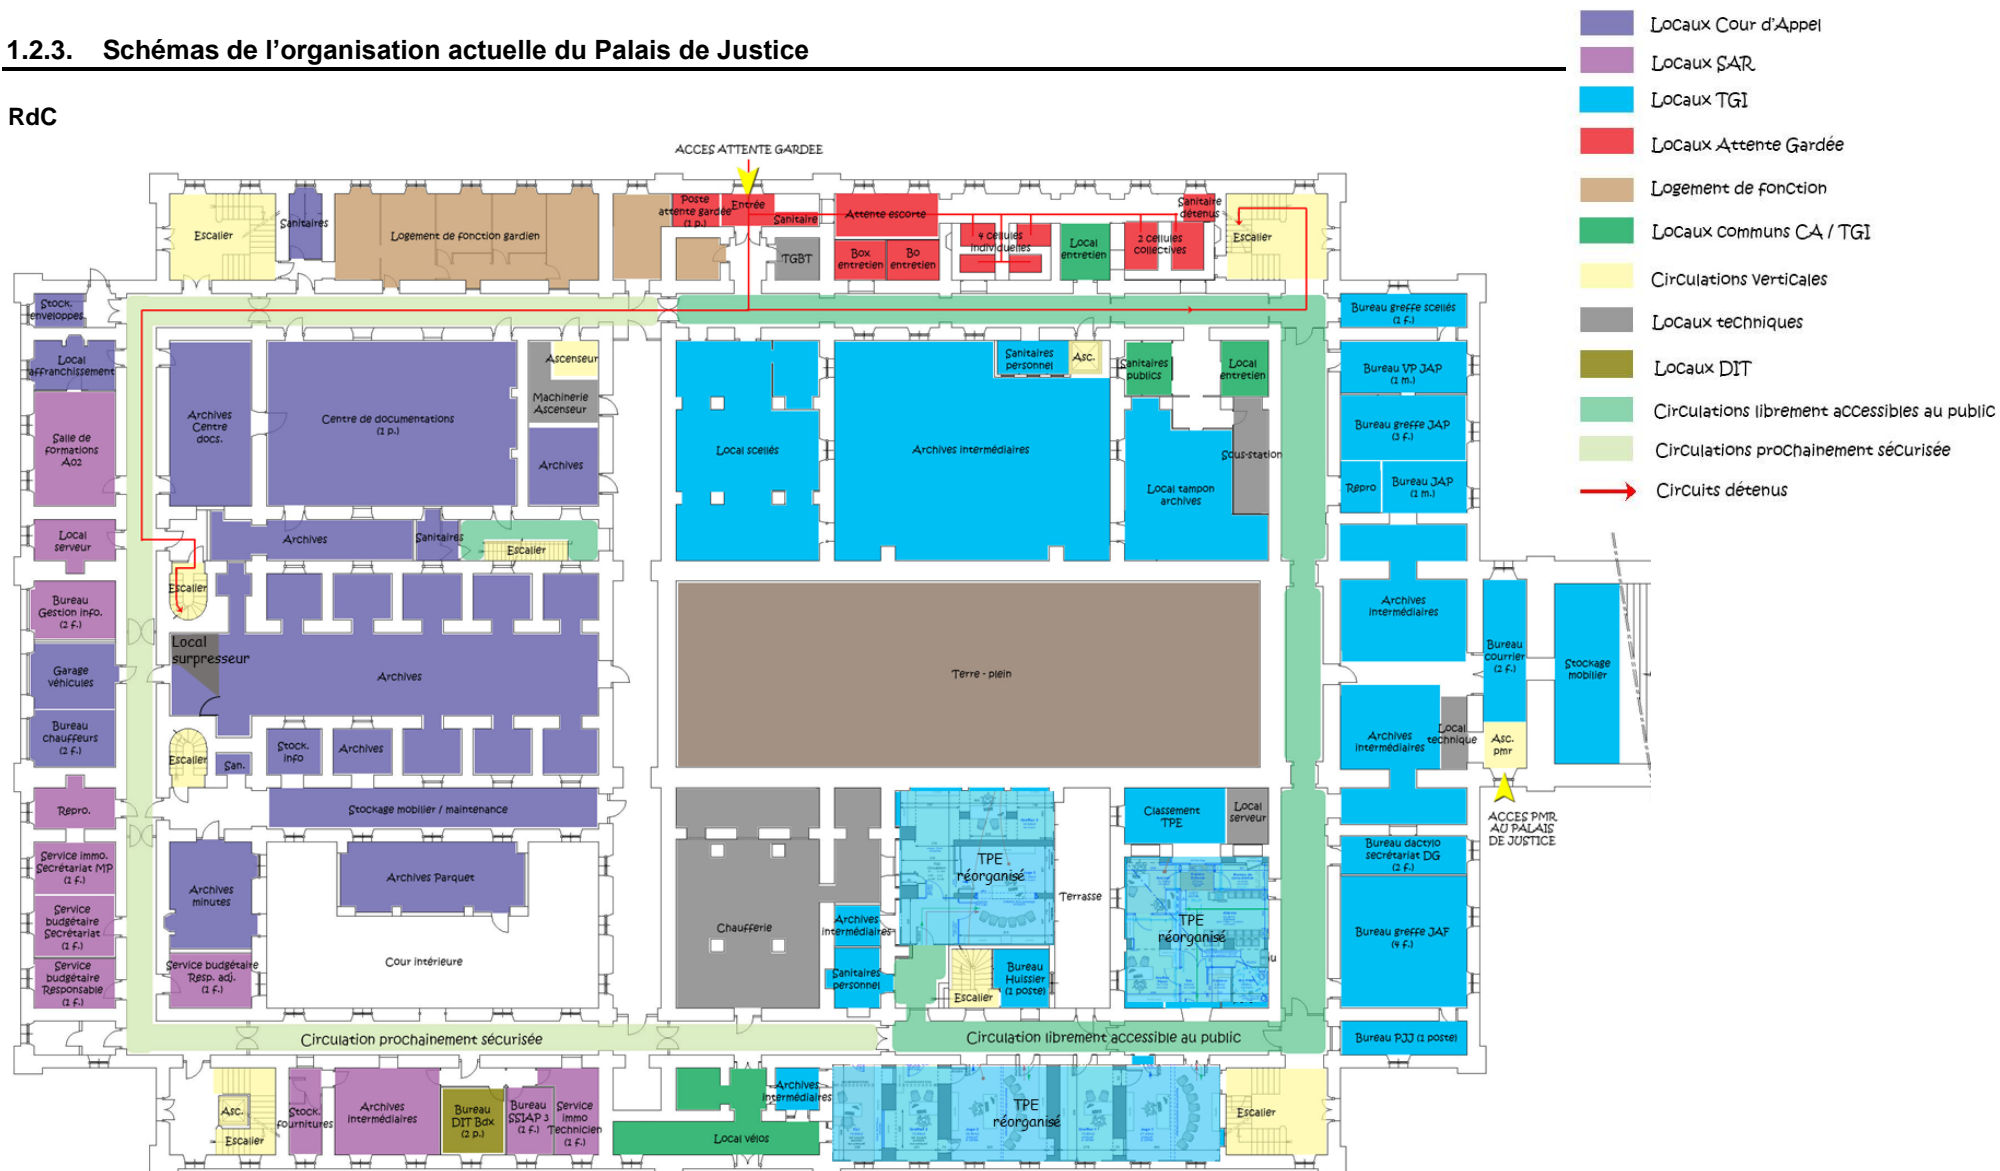 1.2.3. Schémas de l'organisation actuelle du Palais de Justice
RdC
Locaux Cour d'Appel
Locaux SAR
Locaux TGI
Locaux Attente Gardée
Logement de fonction
Locaux communs CA / TGI
Circulations verticales
Locaux techniques
Locaux DIT
Circulations librement accessibles au public
Circulations prochainement sécurisée
Circuits détenus
ACCES ATTENTE GARDEE
Escalier
Sanitaires
Logement de fonction gardien
Poste
attente gardée
(1 p.)
Entrée
Sanitaire
TGBT
Attente escorte
Box
entretien
Bo
entretien
4 cellules
individuelles
Local
entretien
2 cellules
collectives
Sanitaire
détenus
Escalier
Stock.
enveloppes
Local
affranchissement
Salle de
formations
A02
Local
serveur
Bureau
Gestion info.
(2 f.)
Garage
véhicules
Bureau
chauffeurs
(2 f.)
Repro.
Service immo.
Secrétariat MP
(1 f.)
Service
budgétaire
Secrétariat
(1 f.)
Service
budgétaire
Responsable
(1 f.)
Archives
Centre
docs.
Centre de documentations
(1 p.)
Ascenseur
Machinerie
Ascenseur
Archives
Archives
Sanitaires
Escalier
Escalier
Local
surpresseur
Archives
Escalier
San.
Stock.
info
Archives
Stockage mobilier / maintenance
Archives
minutes
Archives Parquet
Service budgétaire
Resp. adj.
(1 f.)
Cour intérieure
Local scellés
Archives intermédiaires
Sanitaires
personnel
Asc.
Sanitaires
publics
Local
entretien
Local tampon
archives
Sous-station
Terre - plein
Chaufferie
Archives
intermédiaires
Sanitaires
personnel
TPE
réorganisé
Escalier
Bureau
Huissier
(1 poste)
Terrasse
Classement
TPE
Local
serveur
TPE
réorganisé
Bureau greffe scellés
(1 f.)
Bureau VP JAP
(1 m.)
Bureau greffe JAP
(3 f.)
Repro
Bureau JAP
(1 m.)
Archives
intermédiaires
Bureau
courrier
(2 f.)
Stockage
mobilier
Archives
intermédiaires
Local
technique
Asc.
pmr
ACCES PMR
AU PALAIS
DE JUSTICE
Bureau dactylo
secrétariat DG
(2 f.)
Bureau greffe JAF
(4 f.)
Bureau PJJ (1 poste)
Circulation prochainement sécurisée
Circulation librement accessible au public
Asc.
Escalier
Stock.
fournitures
Archives
intermédiaires
Bureau
DIT Bdx
(2 p.)
Bureau
SSIAP 3
(1 f.)
Service
immo
Technicien
(1 f.)
Local vélos
Archives
intermédiaires
TPE
réorganisé
Escalier